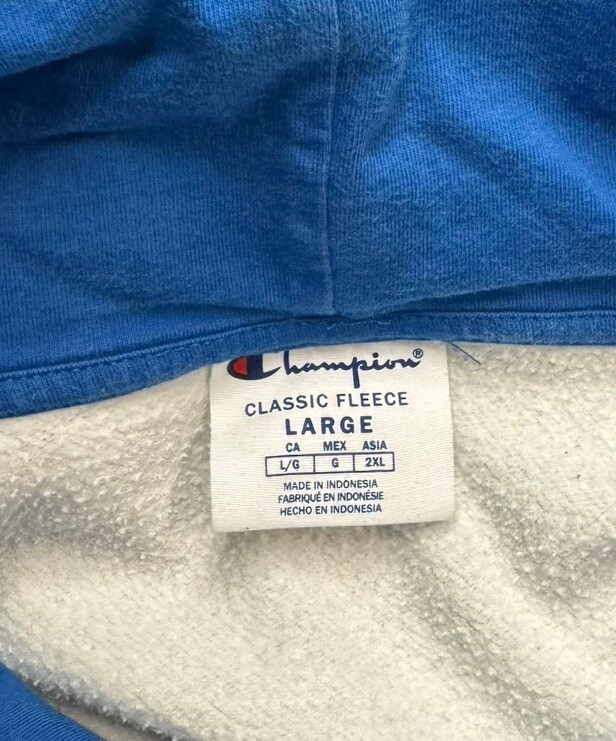 Champion®
CLASSIC FLEECE
LARGE
CA MEX ASIA
L/G G 2XL
MADE IN INDONESIA
FABRIQUÉ EN INDONÉSIE
HECHO EN INDONESIA